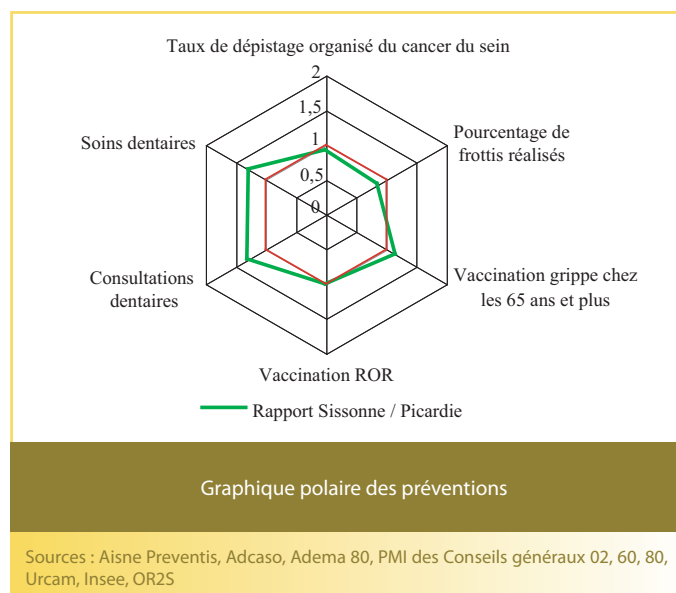 Taux de dépistage organisé du cancer du sein
2
1,5
1
0,5
0
Soins dentaires
Pourcentage de
frottis réalisés
Consultations
dentaires
Vaccination grippe chez
les 65 ans et plus
Vaccination ROR
Rapport Sissonne / Picardie
Graphique polaire des préventions
Sources : Aisne Preventis, Adcaso, Adema 80, PMI des Conseils généraux 02, 60, 80,
Urcam, Insee, OR2S